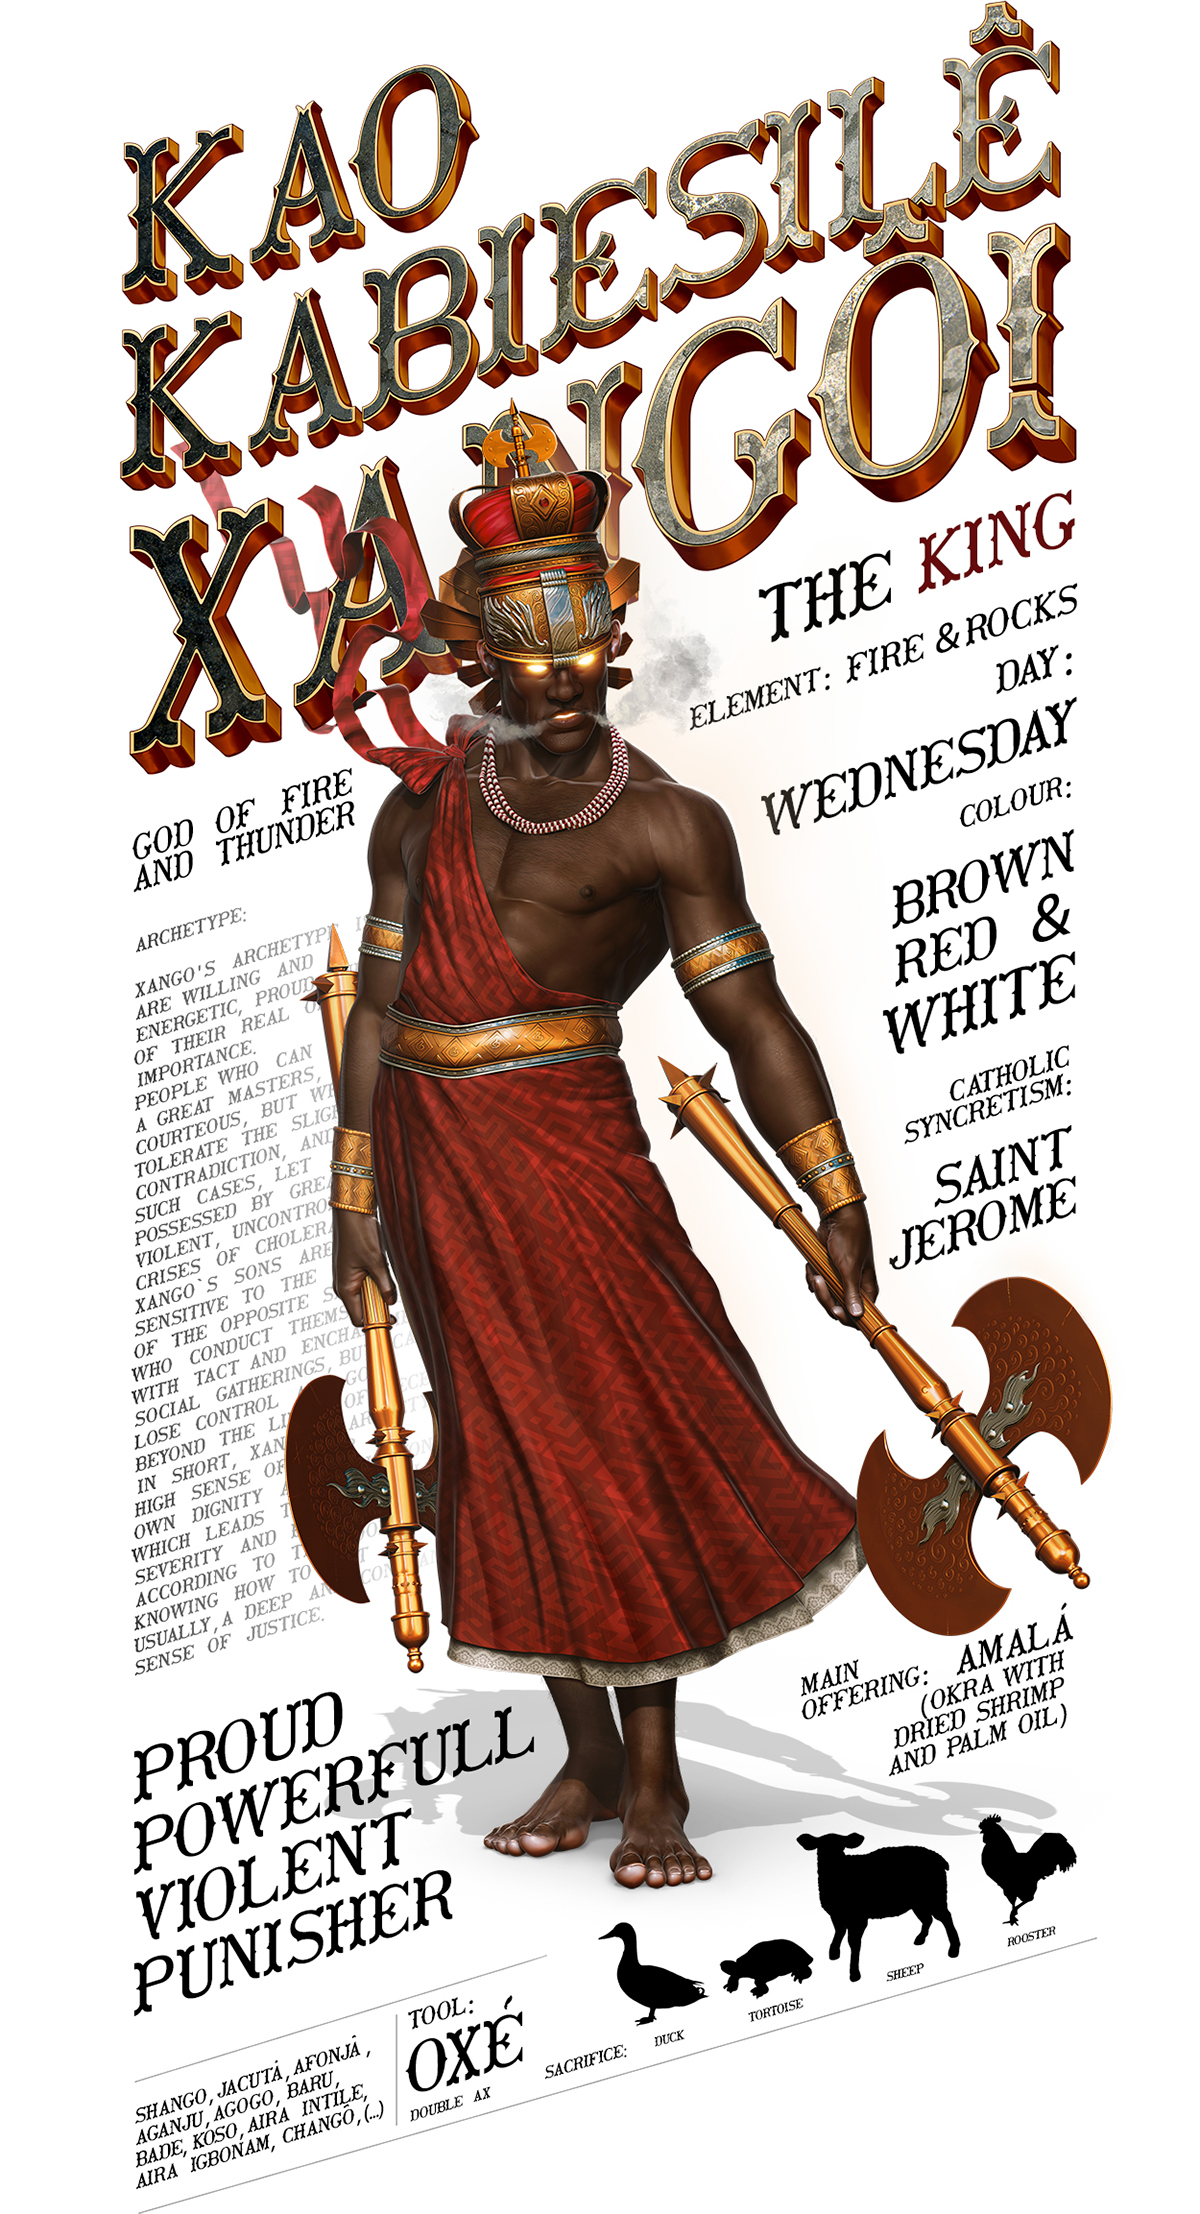 KAO
KABIESILÊ
XANGÔ!
THE KING
ELEMENT: FIRE & ROCKS
DAY:
WEDNESDAY
COLOUR:
BROWN
RED &
WHITE
CATHOLIC
SYNCRETISM:
SAINT
JEROME
GOD OF FIRE
AND THUNDER
ARCHETYPE:
XANGO'S ARCHETYPE
ARE WILLING AND
ENERGETIC, PROUD
OF THEIR REAL
IMPORTANCE.
PEOPLE WHO CAN
A GREAT MASTERS,
COURTEOUS, BUT
TOLERATE THE
CONTRADICTION, AND
SUCH CASES, LET
POSSESSED BY
VIOLENT,
CRISES OF CHOLERA
XANGO`S SONS ARE
SENSITIVE TO THE
OF THE OPPOSITE
WHO CONDUCT
WITH TACT AND
SOCIAL GATHERINGS, BUT
LOSE CONTROL
BEYOND THE
IN SHORT,
HIGH SENSE OF
OWN DIGNITY
WHICH LEADS
SEVERITY AND
ACCORDING TO
KNOWING HOW TO
USUALLY, A DEEP AND
SENSE OF JUSTICE.
MAIN
OFFERING: AMALÁ
(OKRA WITH
DRIED SHRIMP
AND PALM OIL)
PROUD
POWERFULL
VIOLENT
PUNISHER
SHANGO, JACUTÁ, AFONJÁ,
AGANJU, AGOGO, BARU,
BADE, KOSO, AIRA INTILE,
AIRA IGBONAM, CHANGÓ, (...)
TOOL:
OXÉ
DOUBLE AX
SACRIFICE:
DUCK
TORTOISE
SHEEP
ROOSTER